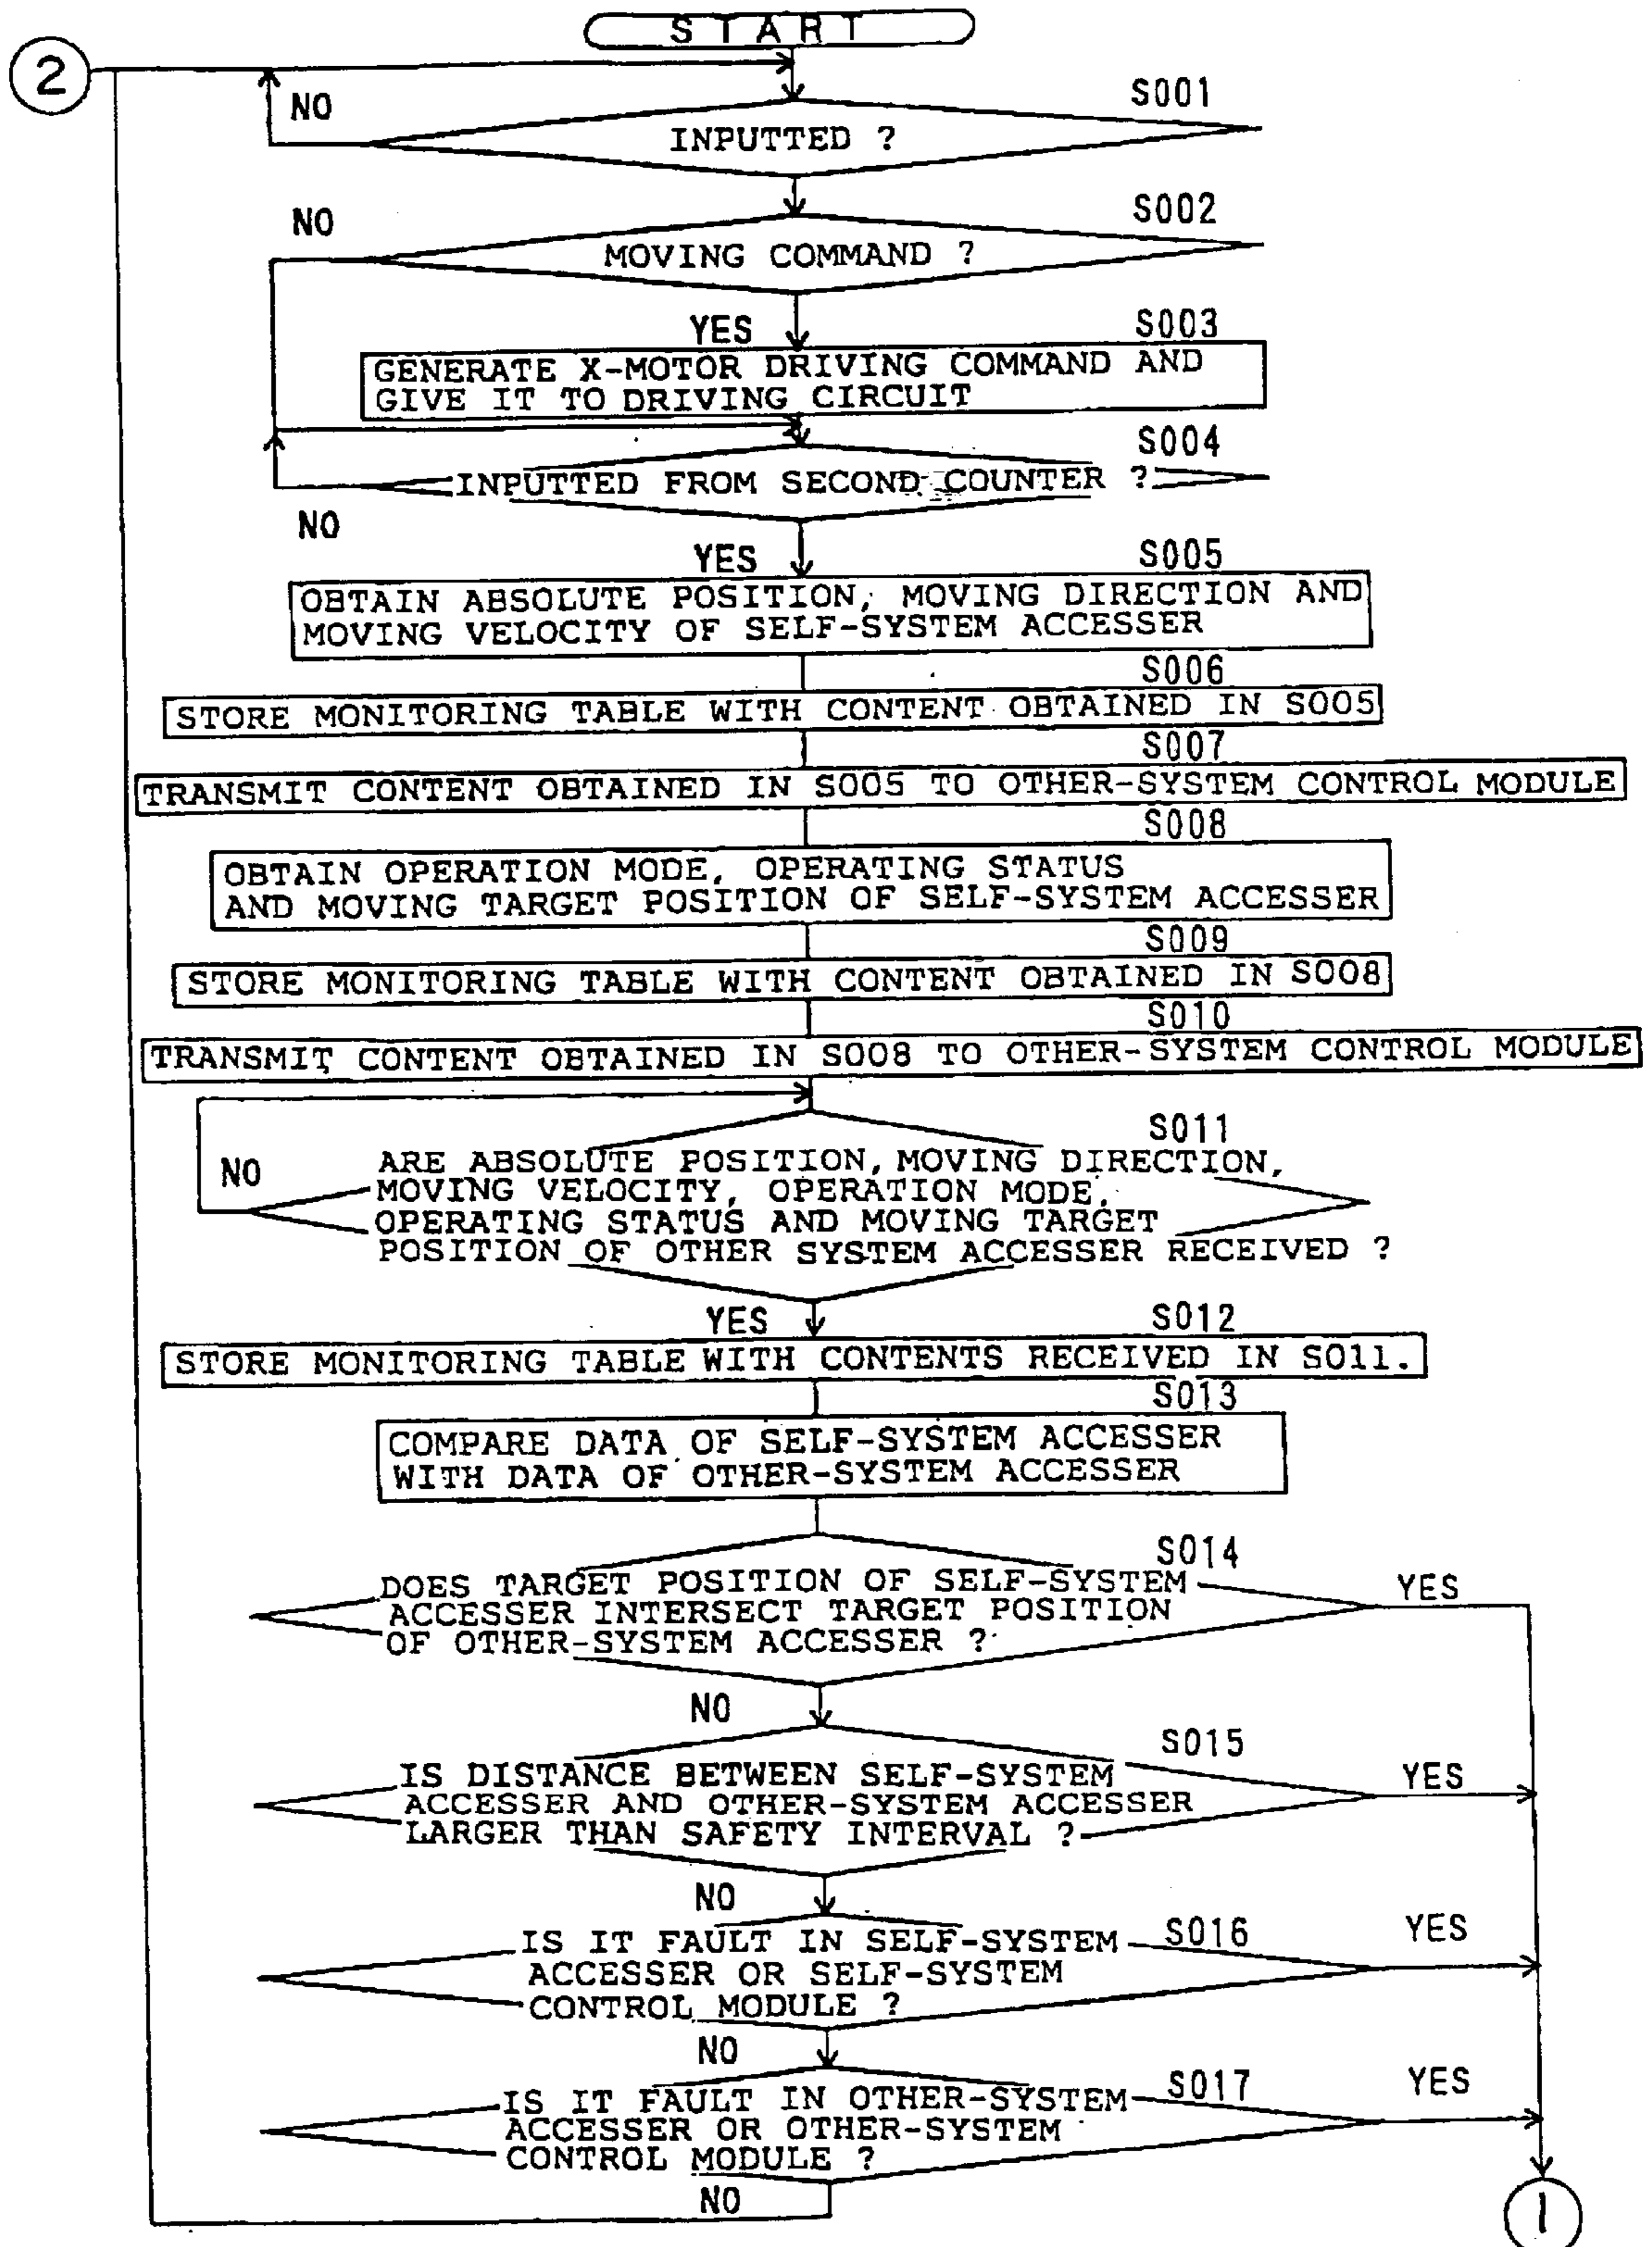 START
2
NO
S001
INPUTTED ?
NO
S002
MOVING COMMAND ?
YES
S003
GENERATE X-MOTOR DRIVING COMMAND AND
GIVE IT TO DRIVING CIRCUIT
S004
INPUTTED FROM SECOND COUNTER ?
NO
YES
S005
OBTAIN ABSOLUTE POSITION, MOVING DIRECTION AND
MOVING VELOCITY OF SELF-SYSTEM ACCESSER
S006
STORE MONITORING TABLE WITH CONTENT OBTAINED IN S005
S007
TRANSMIT CONTENT OBTAINED IN S005 TO OTHER-SYSTEM CONTROL MODULE
S008
OBTAIN OPERATION MODE, OPERATING STATUS
AND MOVING TARGET POSITION OF SELF-SYSTEM ACCESSER
S009
STORE MONITORING TABLE WITH CONTENT OBTAINED IN S008
S010
TRANSMIT CONTENT OBTAINED IN S008 TO OTHER-SYSTEM CONTROL MODULE
S011
NO
ARE ABSOLUTE POSITION, MOVING DIRECTION,
MOVING VELOCITY, OPERATION MODE,
OPERATING STATUS AND MOVING TARGET
POSITION OF OTHER SYSTEM ACCESSER RECEIVED ?
YES
S012
STORE MONITORING TABLE WITH CONTENTS RECEIVED IN S011.
S013
COMPARE DATA OF SELF-SYSTEM ACCESSER
WITH DATA OF OTHER-SYSTEM ACCESSER
S014
DOES TARGET POSITION OF SELF-SYSTEM
ACCESSER INTERSECT TARGET POSITION
OF OTHER-SYSTEM ACCESSER ?
YES
NO
S015
IS DISTANCE BETWEEN SELF-SYSTEM
ACCESSER AND OTHER-SYSTEM ACCESSER
LARGER THAN SAFETY INTERVAL ?
YES
NO
S016
IS IT FAULT IN SELF-SYSTEM
ACCESSER OR SELF-SYSTEM
CONTROL MODULE ?
YES
NO
S017
IS IT FAULT IN OTHER-SYSTEM
ACCESSER OR OTHER-SYSTEM
CONTROL MODULE ?
YES
NO
1